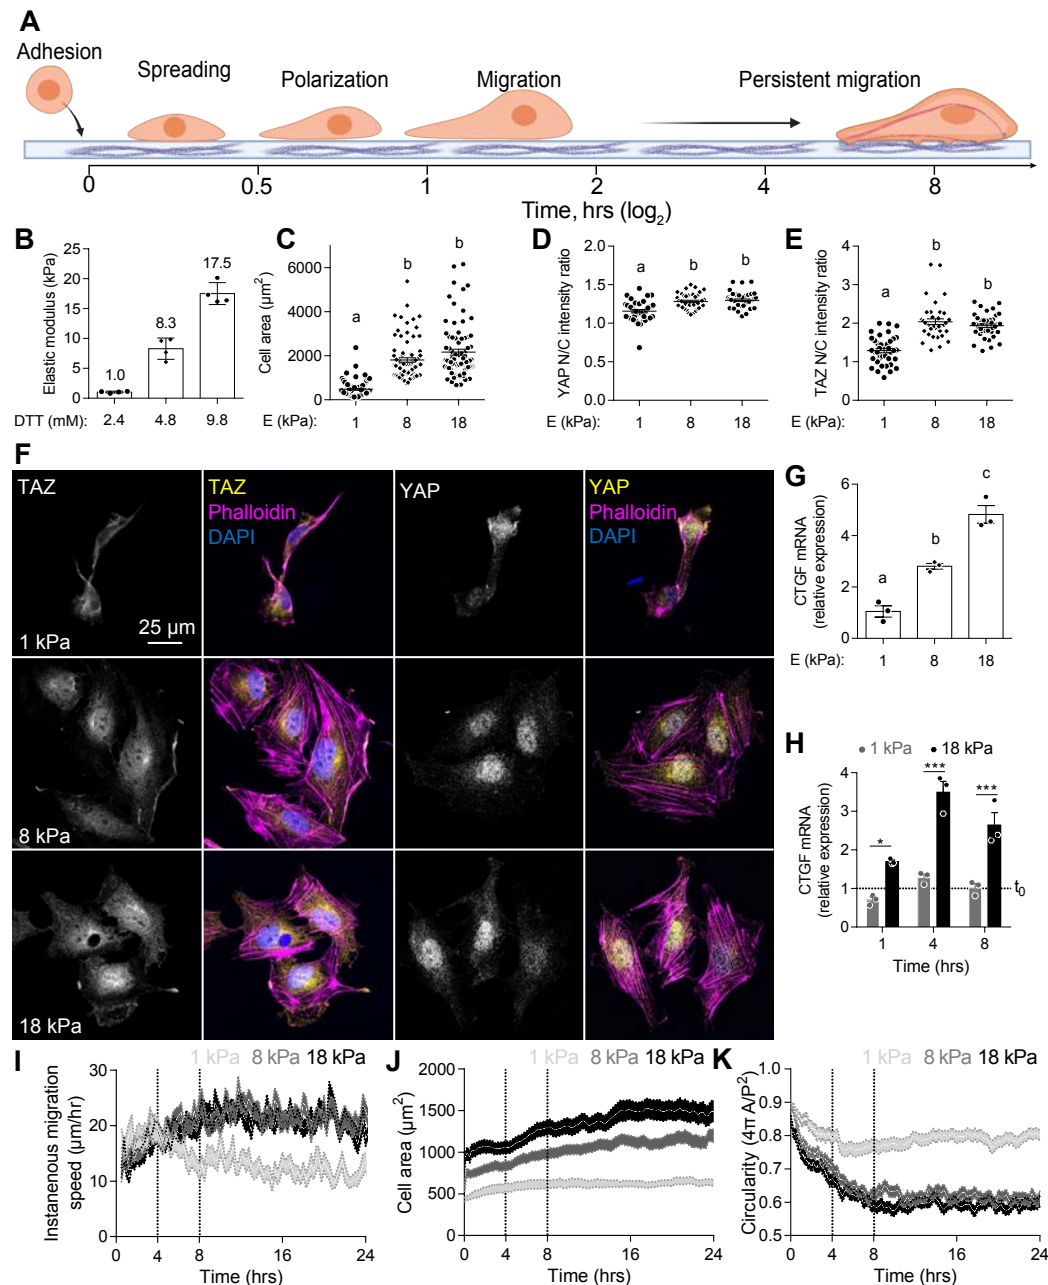 A
Adhesion
Spreading
Polarization
Migration
Persistent migration
0 0.5 1 2 4 8
Time, hrs (log2)
B
Elastic modulus (kPa)
25
20
15
10
5
0
1.0
8.3
17.5
DTT (mM): 2.4 4.8 9.8
C
Cell area (µm²)
6000
4000
2000
0
a b b
E (kPa): 1 8 18
D
YAP N/C intensity ratio
2.0
1.5
1.0
0.5
0.0
a b b
E (kPa): 1 8 18
E
TAZ N/C intensity ratio
4
3
2
1
0
a b b
E (kPa): 1 8 18
F
TAZ
TAZ
Phalloidin
DAPI
YAP
YAP
Phalloidin
DAPI
25 µm
1 kPa
8 kPa
18 kPa
G
CTGF mRNA
(relative expression)
6
4
2
0
a b c
E (kPa): 1 8 18
H
1 kPa 18 kPa
CTGF mRNA
(relative expression)
4
3
2
1
0
* *** ***
t0
1 4 8
Time (hrs)
I
1 kPa 8 kPa 18 kPa
Instanenous migration
speed (µm/hr)
30
20
10
0
0 4 8 16 24
Time (hrs)
J
1 kPa 8 kPa 18 kPa
Cell area (µm²)
2000
1500
1000
500
0
0 4 8 16 24
Time (hrs)
K
1 kPa 8 kPa 18 kPa
Circularity (4π A/P²)
1.0
0.9
0.8
0.7
0.6
0.5
0 4 8 16 24
Time (hrs)